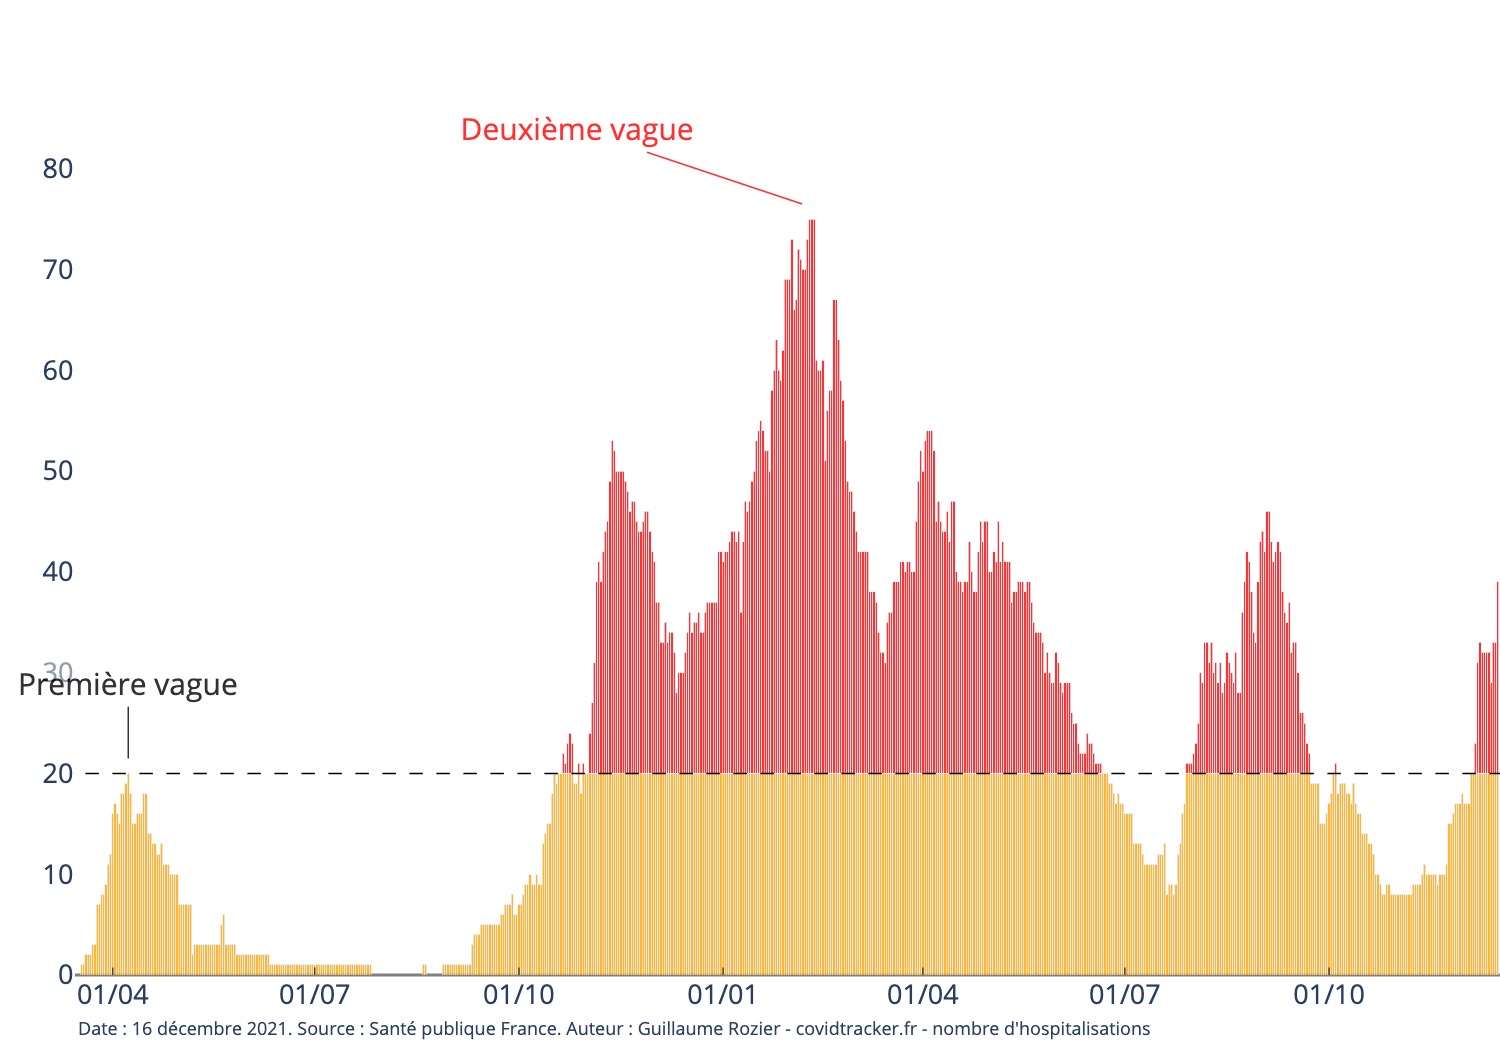 Deuxième vague
80
70
60
50
40
30
Première vague
20
10
0
01/04 01/07 01/10 01/01 01/04 01/07 01/10
Date : 16 décembre 2021. Source : Santé publique France. Auteur : Guillaume Rozier - covidtracker.fr - nombre d'hospitalisations